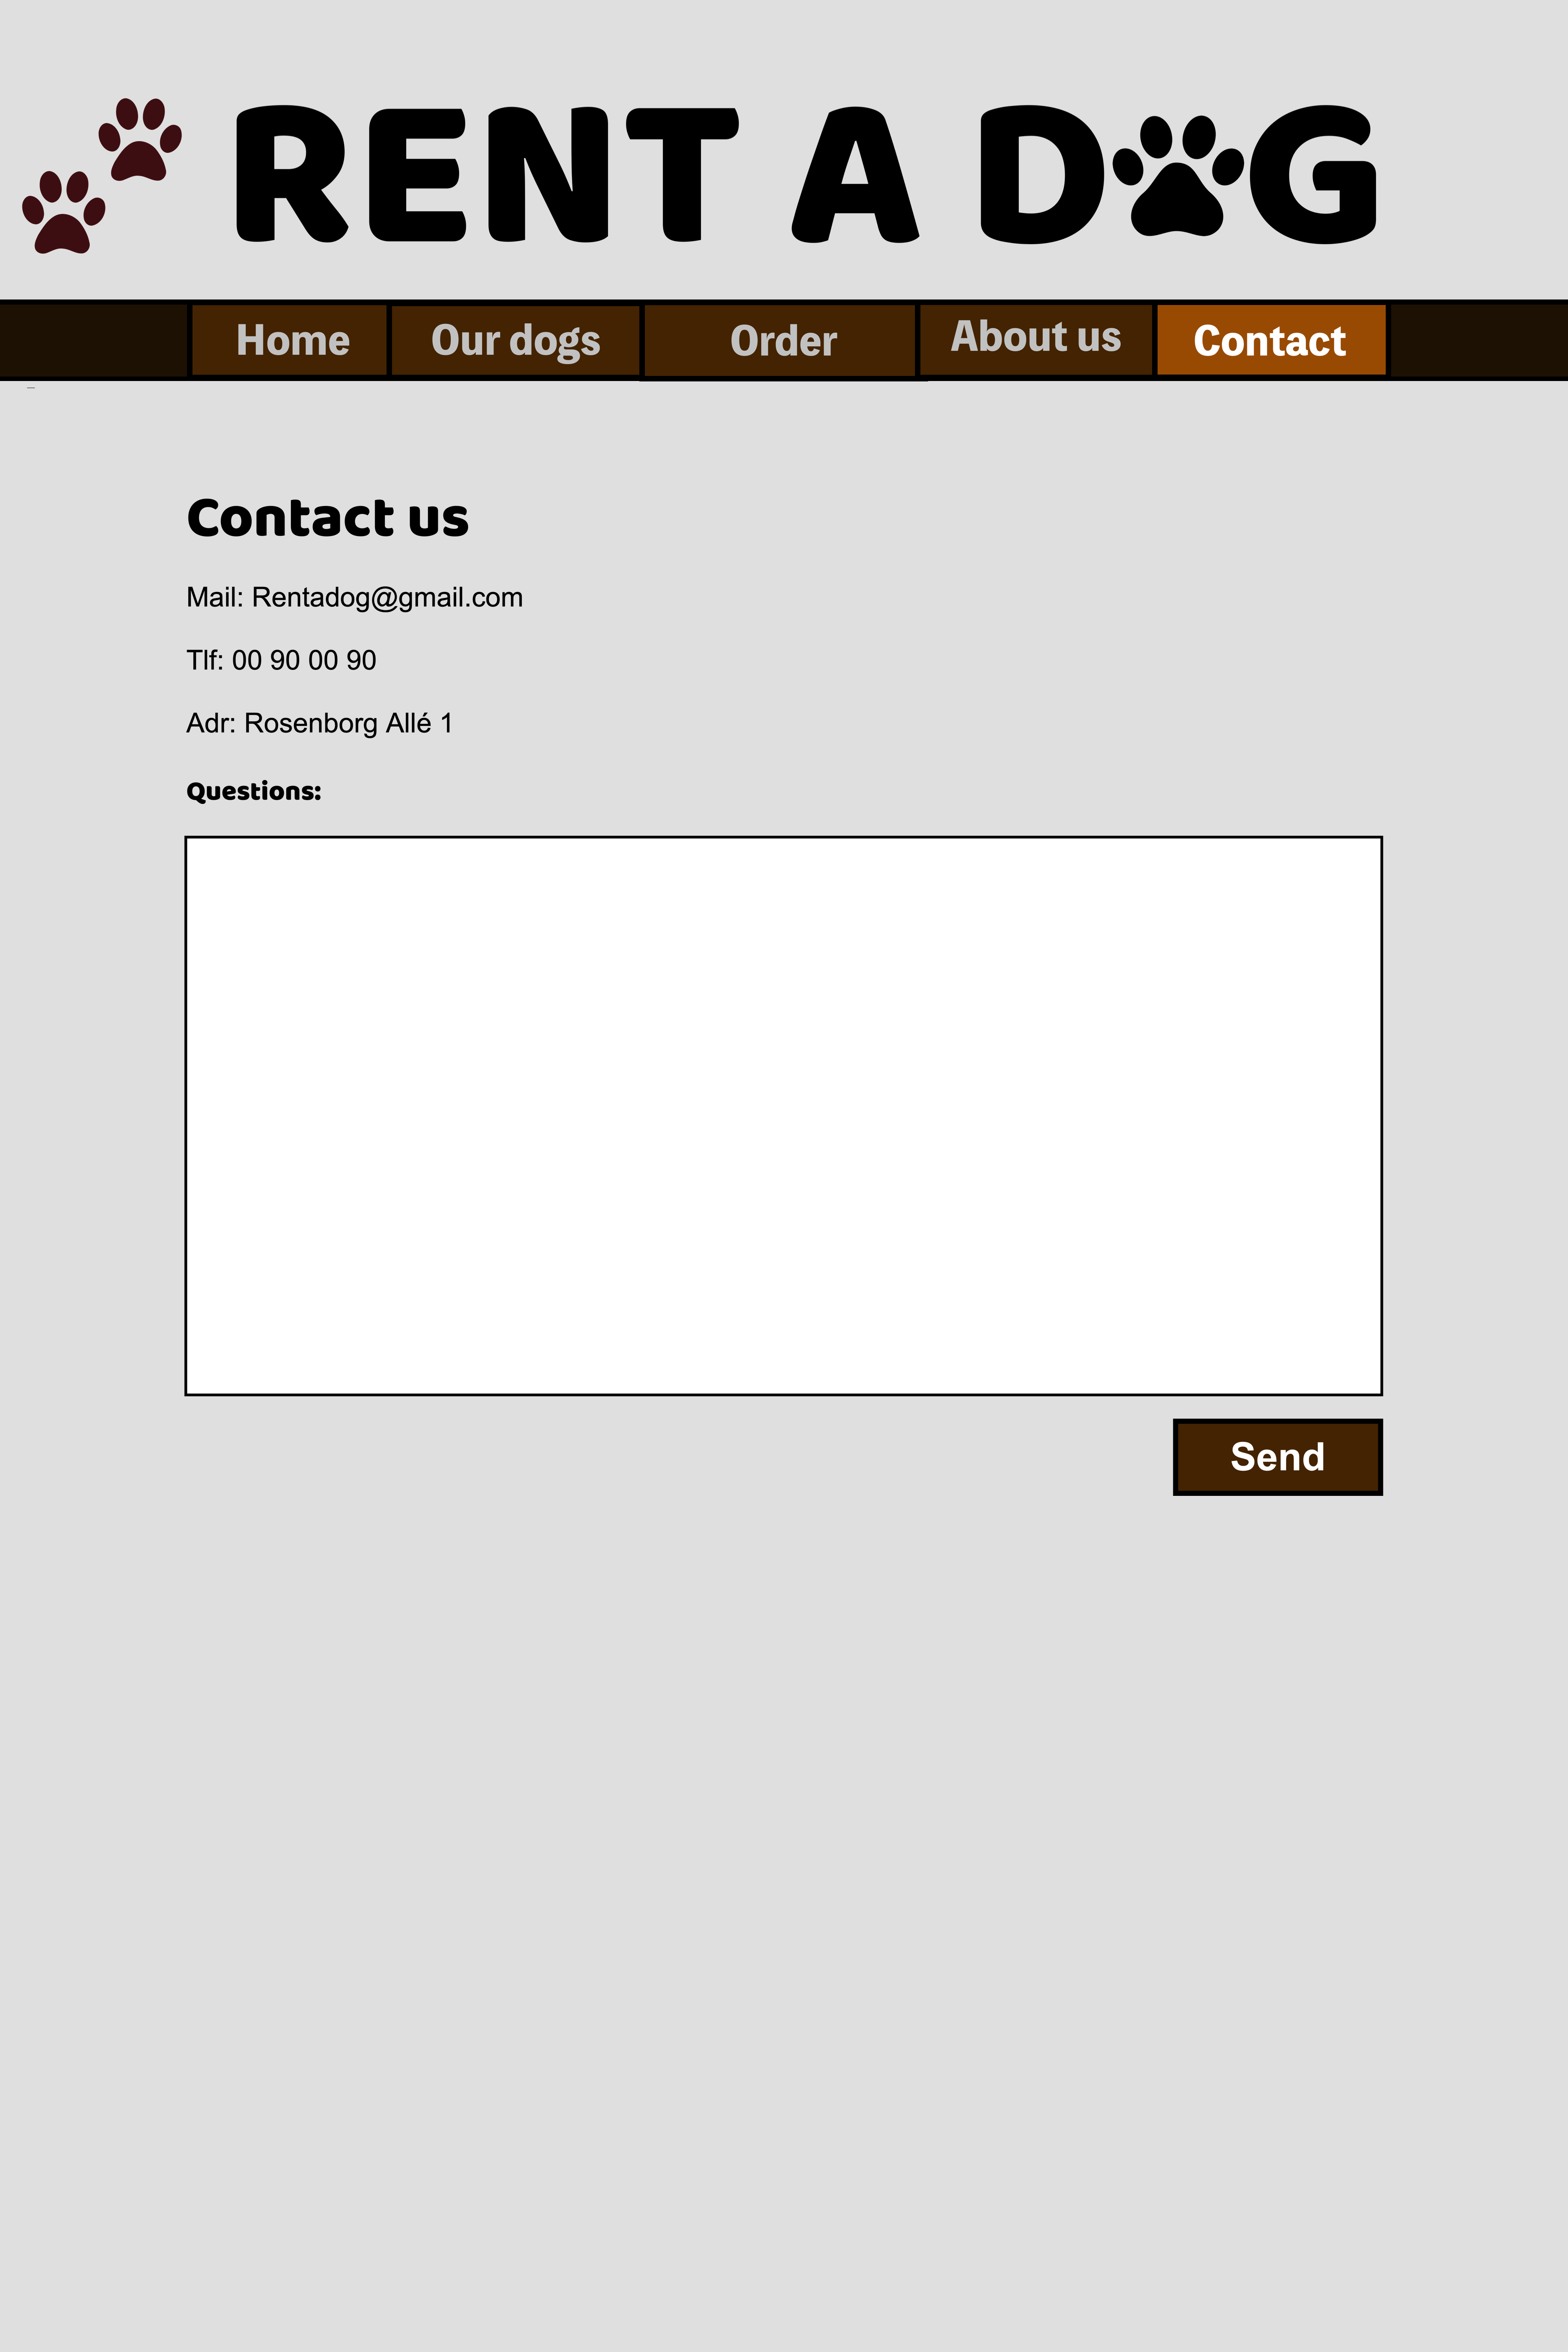 RENT A DOG
Home Our dogs Order About us Contact
Contact us
Mail: Rentadog@gmail.com
Tlf: 00 90 00 90
Adr: Rosenborg Allé 1
Questions:
Send